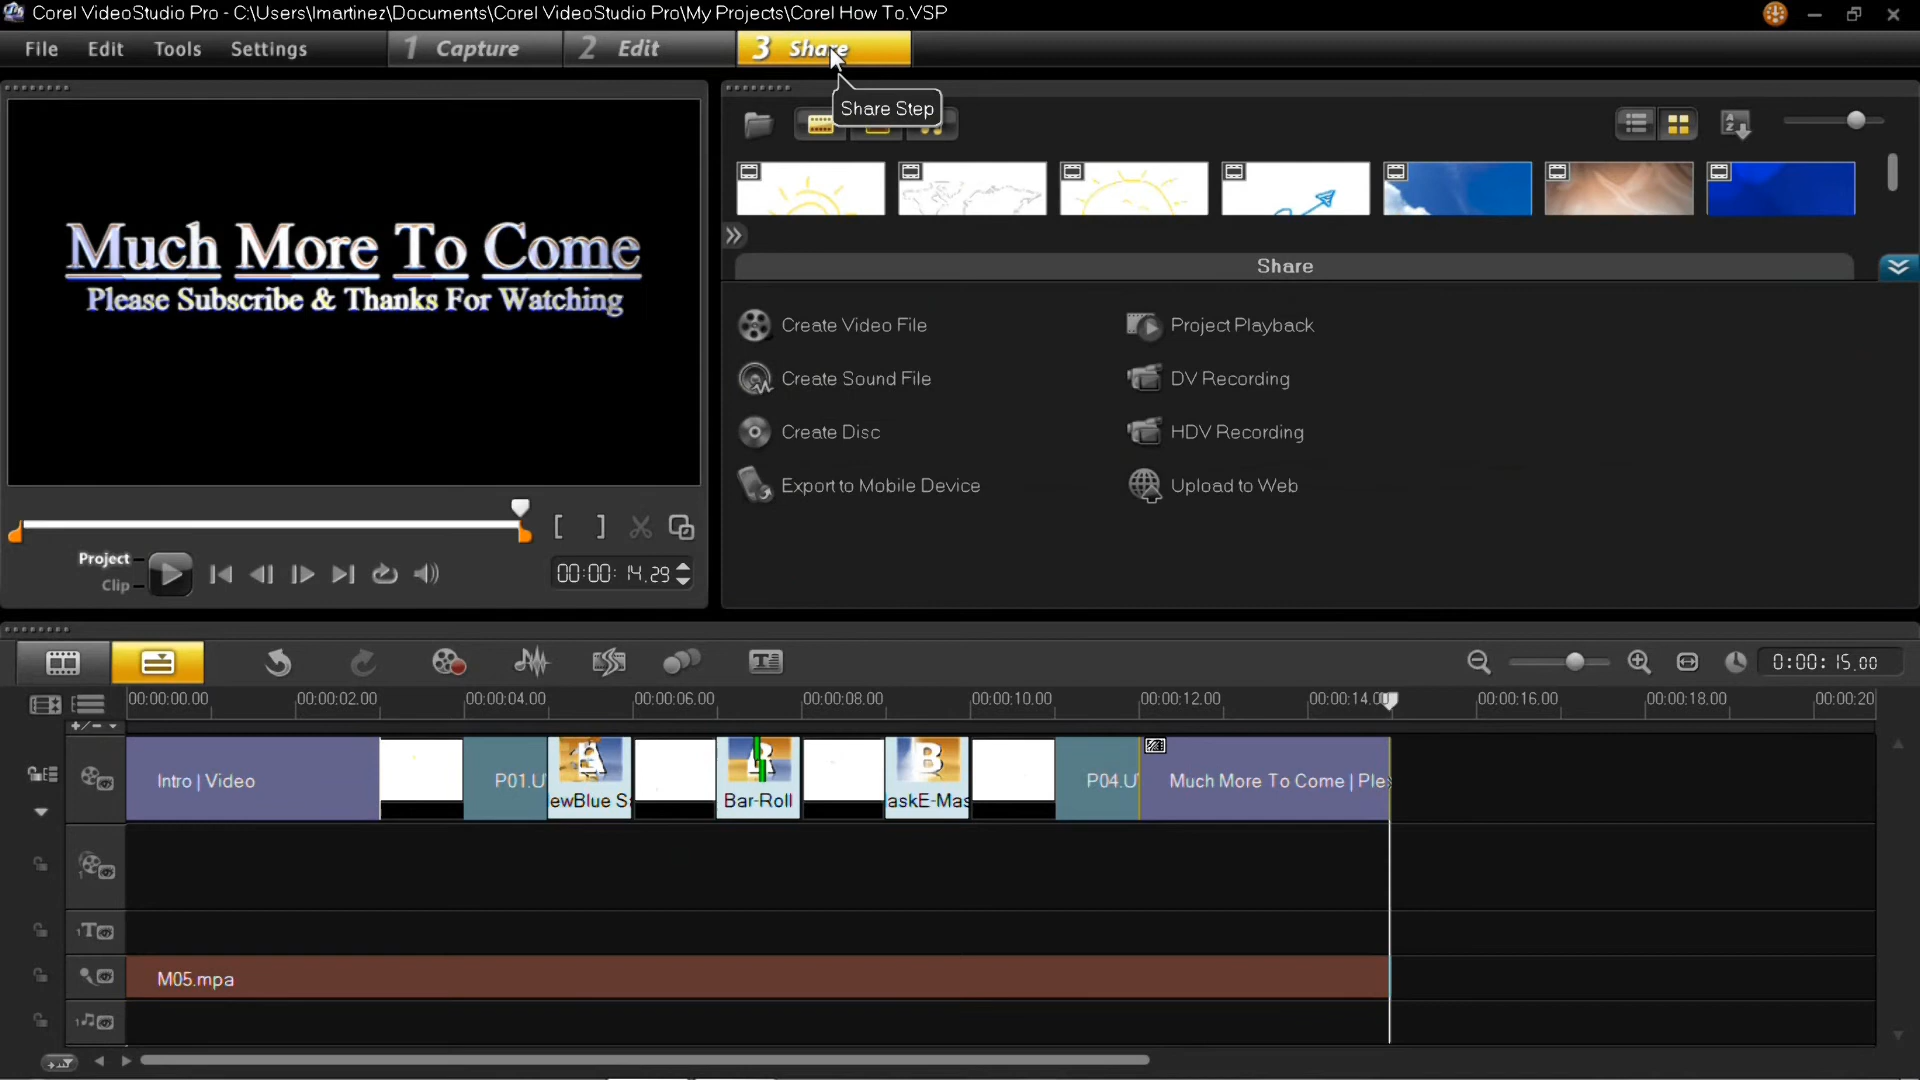 Corel VideoStudio Pro - C:\Users\lmartinez\Documents\Corel VideoStudio Pro\My Projects\Corel How To.VSP
File Edit Tools Settings 1 Capture 2 Edit 3 Share
Share Step
Much More To Come
Please Subscribe & Thanks For Watching
Share
Create Video File Project Playback
Create Sound File DV Recording
Create Disc HDV Recording
Export to Mobile Device Upload to Web
Project
Clip
00:00: 14.29
0:00: 15.00
00:00:00.00 00:00:02.00 00:00:04.00 00:00:06.00 00:00:08.00 00:00:10.00 00:00:12.00 00:00:14.0 00:00:16.00 00:00:18.00 00:00:20
Intro | Video P01.U ewBlue S Bar-Roll askE-Mas P04.U Much More To Come | Ple
M05.mpa